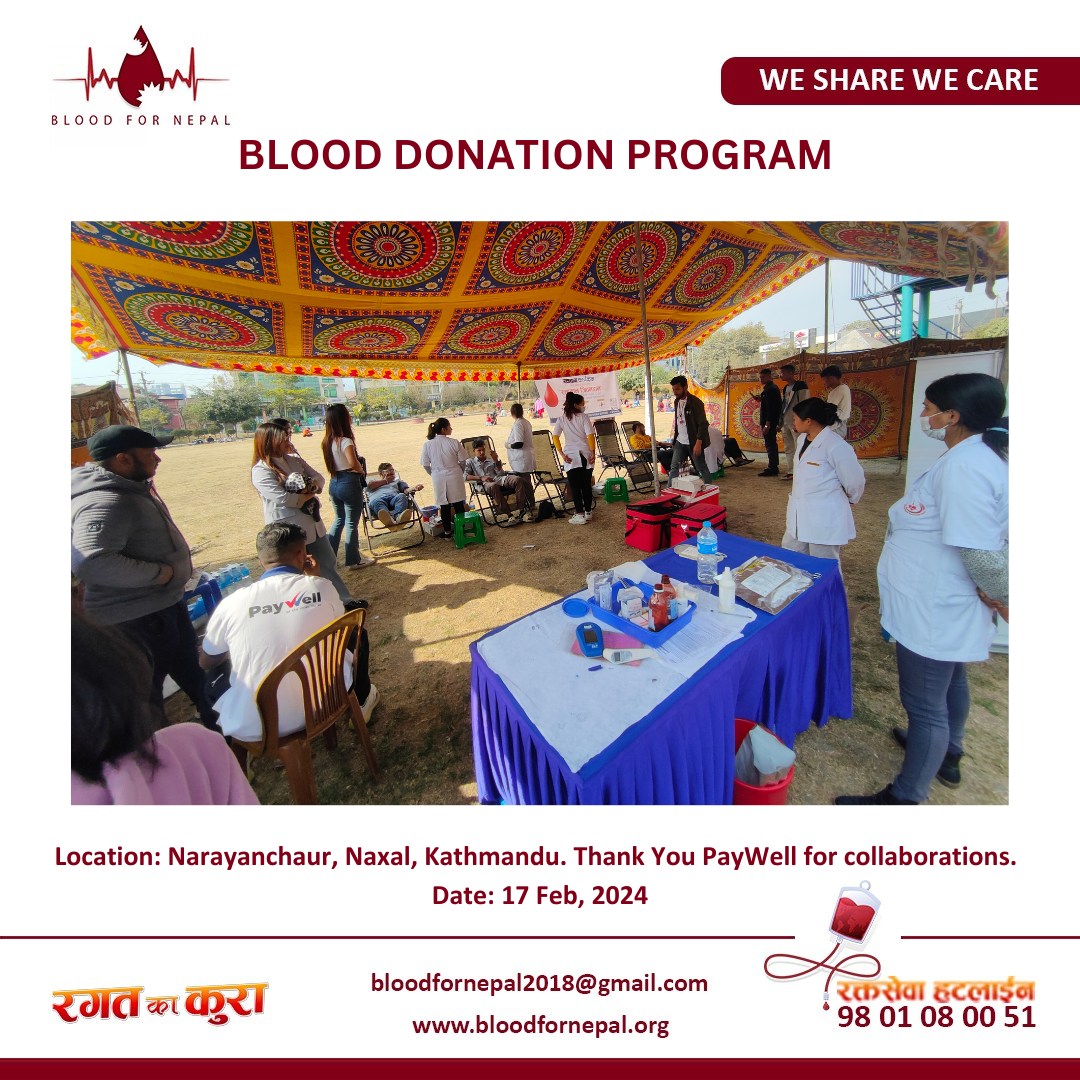 BLOOD FOR NEPAL
WE SHARE WE CARE
BLOOD DONATION PROGRAM
PayWell
Location: Narayanchaur, Naxal, Kathmandu. Thank You PayWell for collaborations.
Date: 17 Feb, 2024
रगत का कुरा
bloodfornepal2018@gmail.com
www.bloodfornepal.org
रक्तसेवा हटलाईन
98 01 08 00 51